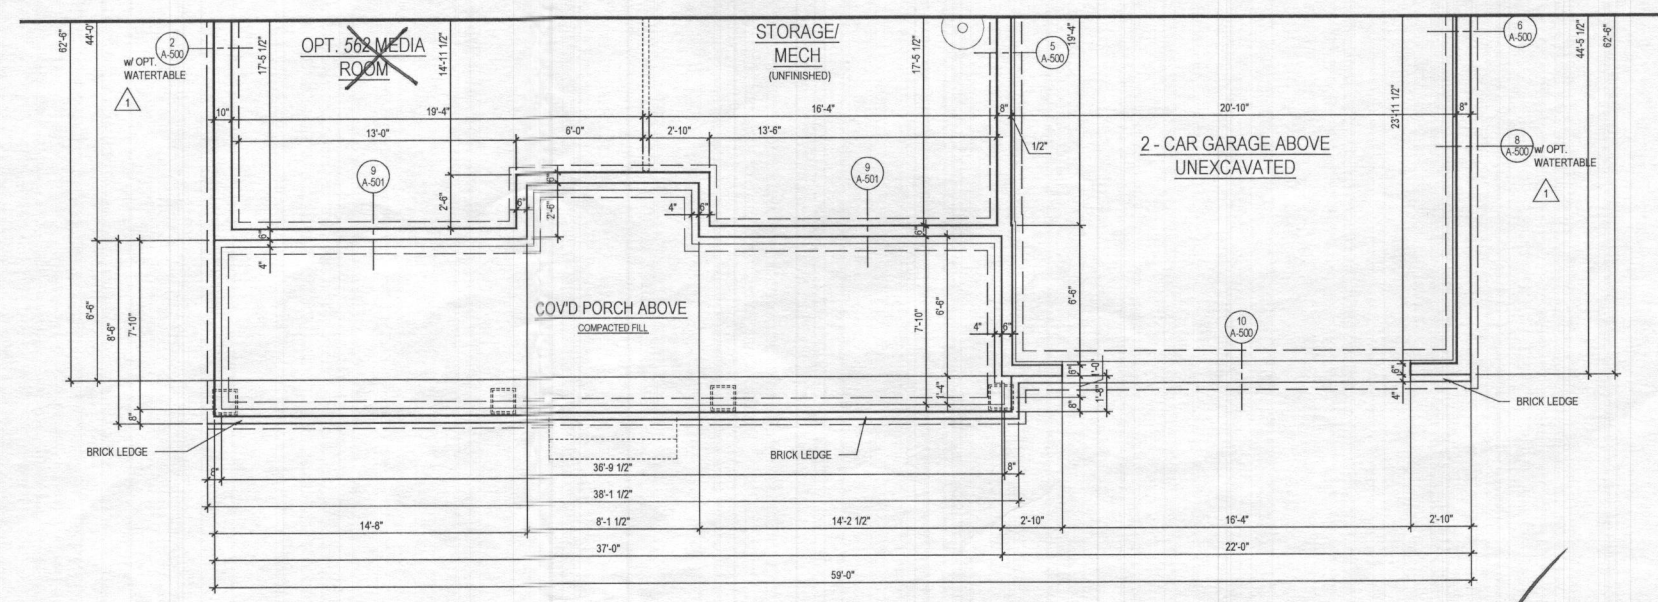 62'-6"
44'-0"
2
A-500
w/ OPT.
WATERTABLE
1
17'-5 1/2"
OPT. 562 MEDIA
ROOM
14'-11 1/2"
STORAGE/
MECH
(UNFINISHED)
17'-5 1/2"
5
A-500
19'-4"
6
A-500
44'-5 1/2"
62'-6"
23'-11 1/2"
10"
19'-4"
16'-4"
8"
20'-10"
8"
13'-0"
6'-0"
2'-10"
13'-6"
1/2"
2 - CAR GARAGE ABOVE
UNEXCAVATED
8
A-500
w/ OPT.
WATERTABLE
1
9
A-501
9
A-501
2'-6"
2'-6"
4"
6"
4"
6"
6'-6"
8'-6"
7'-10"
COV'D PORCH ABOVE
COMPACTED FILL
7'-10"
6'-6"
4"
6"
6'-6"
10
A-500
6"
1'-0"
6"
8"
1'-4"
8"
1'-8"
4"
BRICK LEDGE
BRICK LEDGE
BRICK LEDGE
8"
36'-9 1/2"
8"
38'-1 1/2"
14'-8"
8'-1 1/2"
14'-2 1/2"
2'-10"
16'-4"
2'-10"
37'-0"
22'-0"
59'-0"